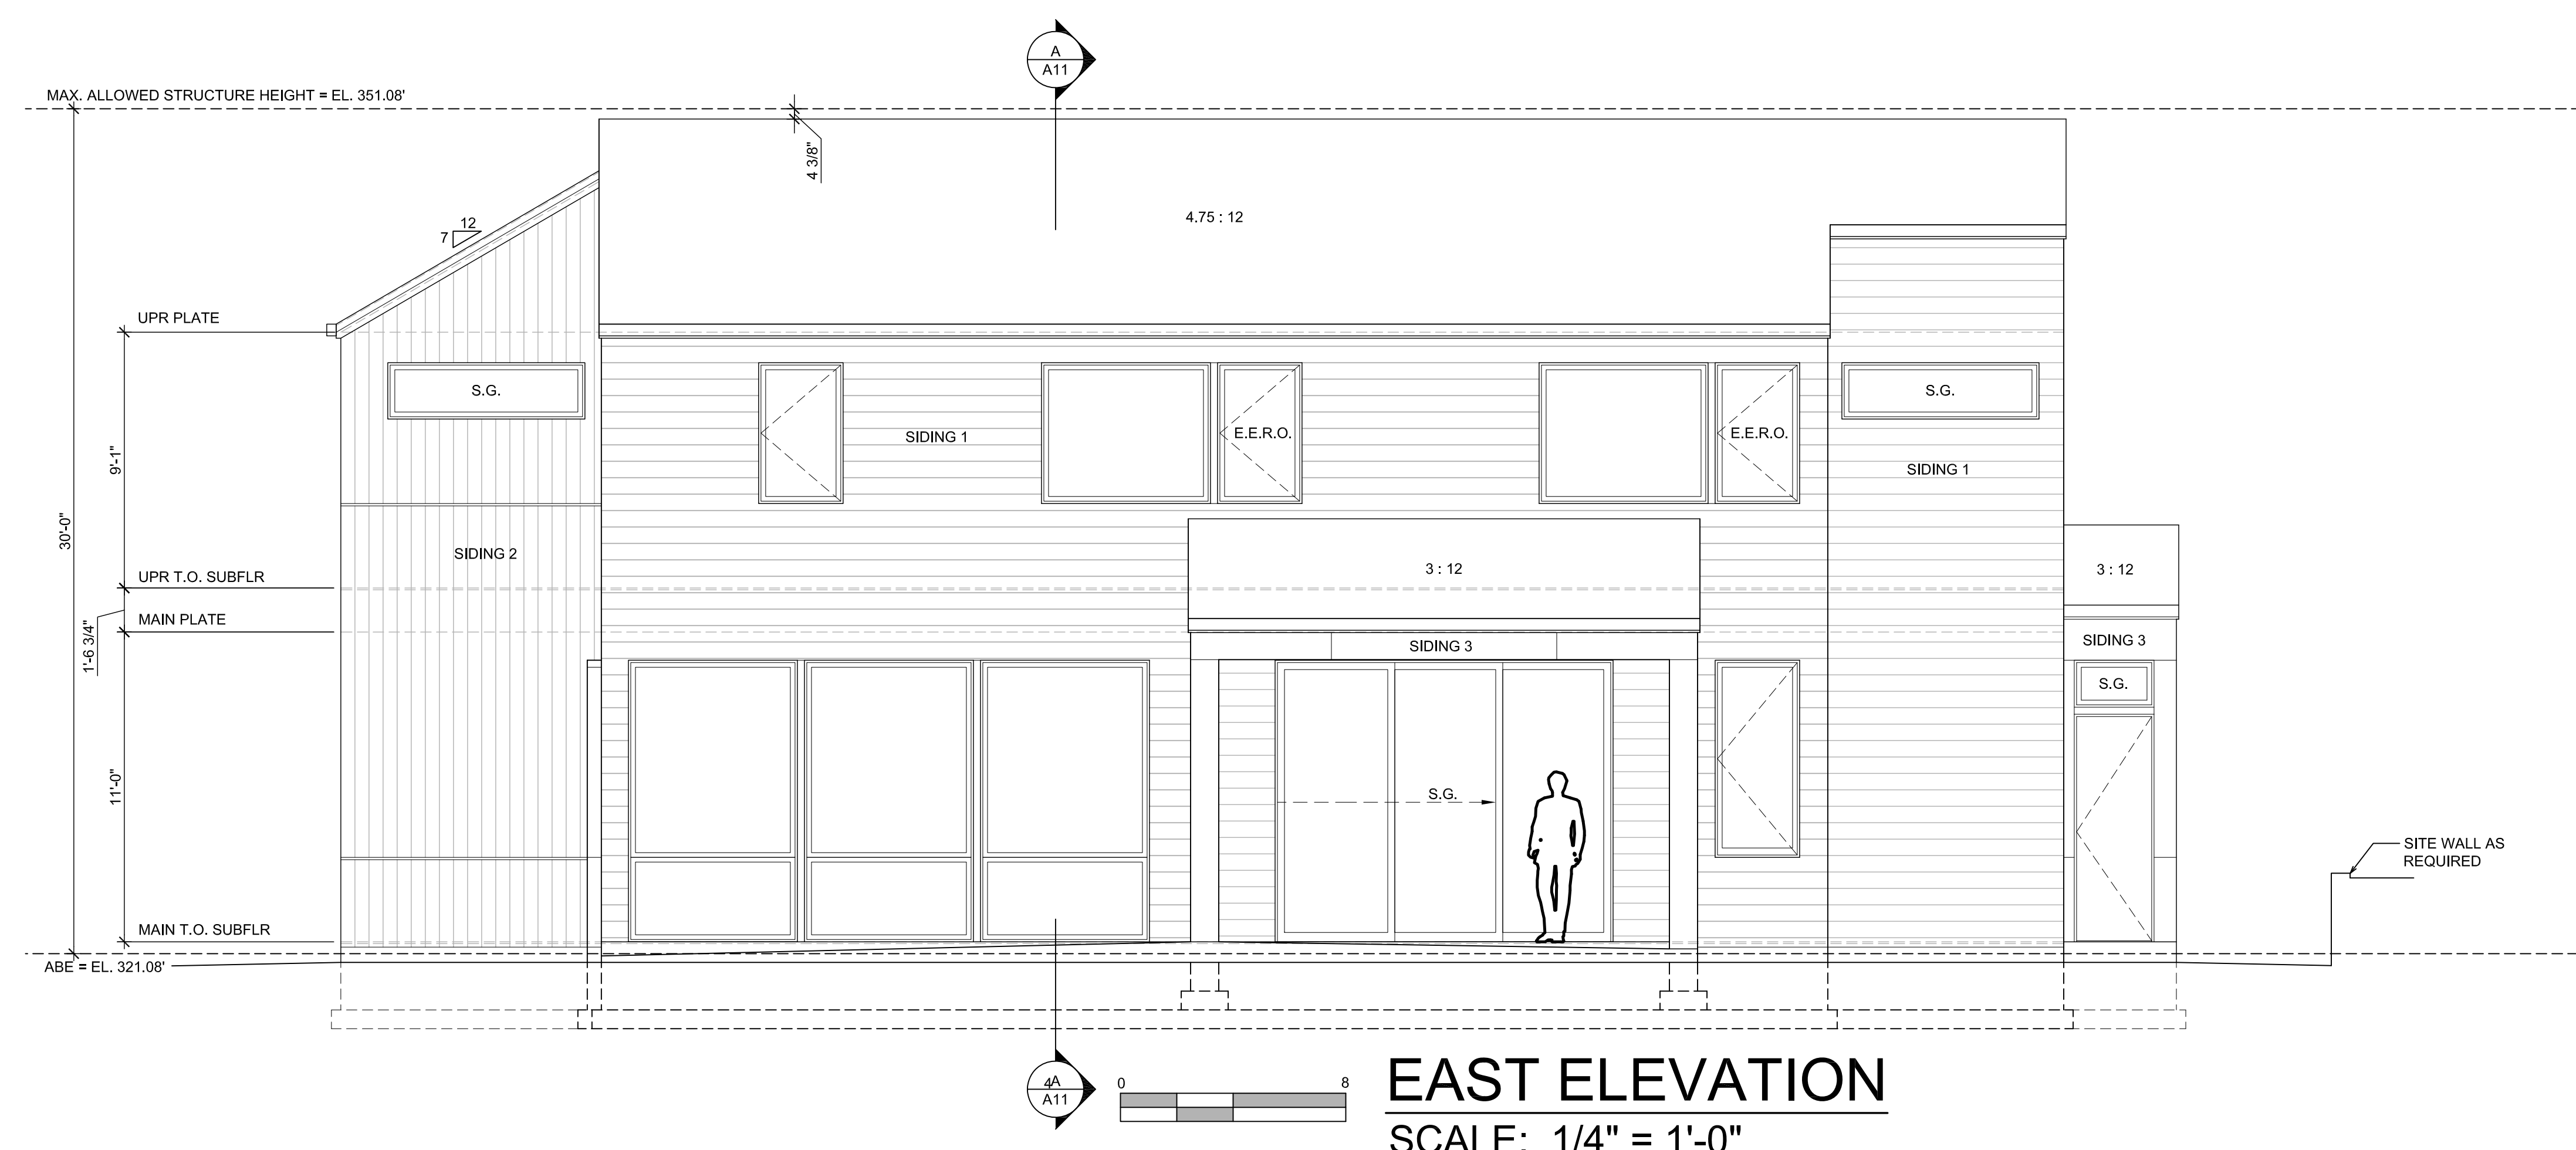 A
A11
MAX. ALLOWED STRUCTURE HEIGHT = EL. 351.08'
4 3/8"
4.75 : 12
12
7
UPR PLATE
S.G.
S.G.
E.E.R.O.
E.E.R.O.
SIDING 1
SIDING 1
9'-1"
30'-0"
SIDING 2
3 : 12
3 : 12
UPR T.O. SUBFLR
MAIN PLATE
1'-6 3/4"
SIDING 3
SIDING 3
S.G.
11'-0"
S.G.
SITE WALL AS
REQUIRED
MAIN T.O. SUBFLR
ABE = EL. 321.08'
4A
A11
0
8
EAST ELEVATION
SCALE: 1/4" = 1'-0"